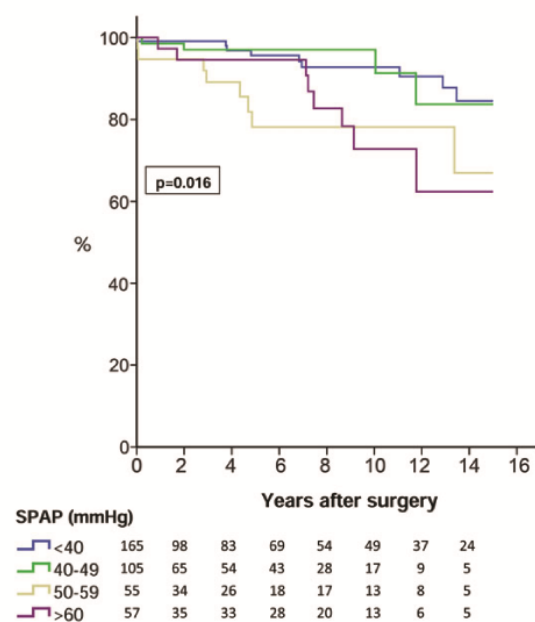 100
80
p=0.016
60
%
40
20
0
0 2 4 6 8 10 12 14 16
Years after surgery
SPAP (mmHg)
<40 165 98 83 69 54 49 37 24
40-49 105 65 54 43 28 17 9 5
50-59 55 34 26 18 17 13 8 5
>60 57 35 33 28 20 13 6 5